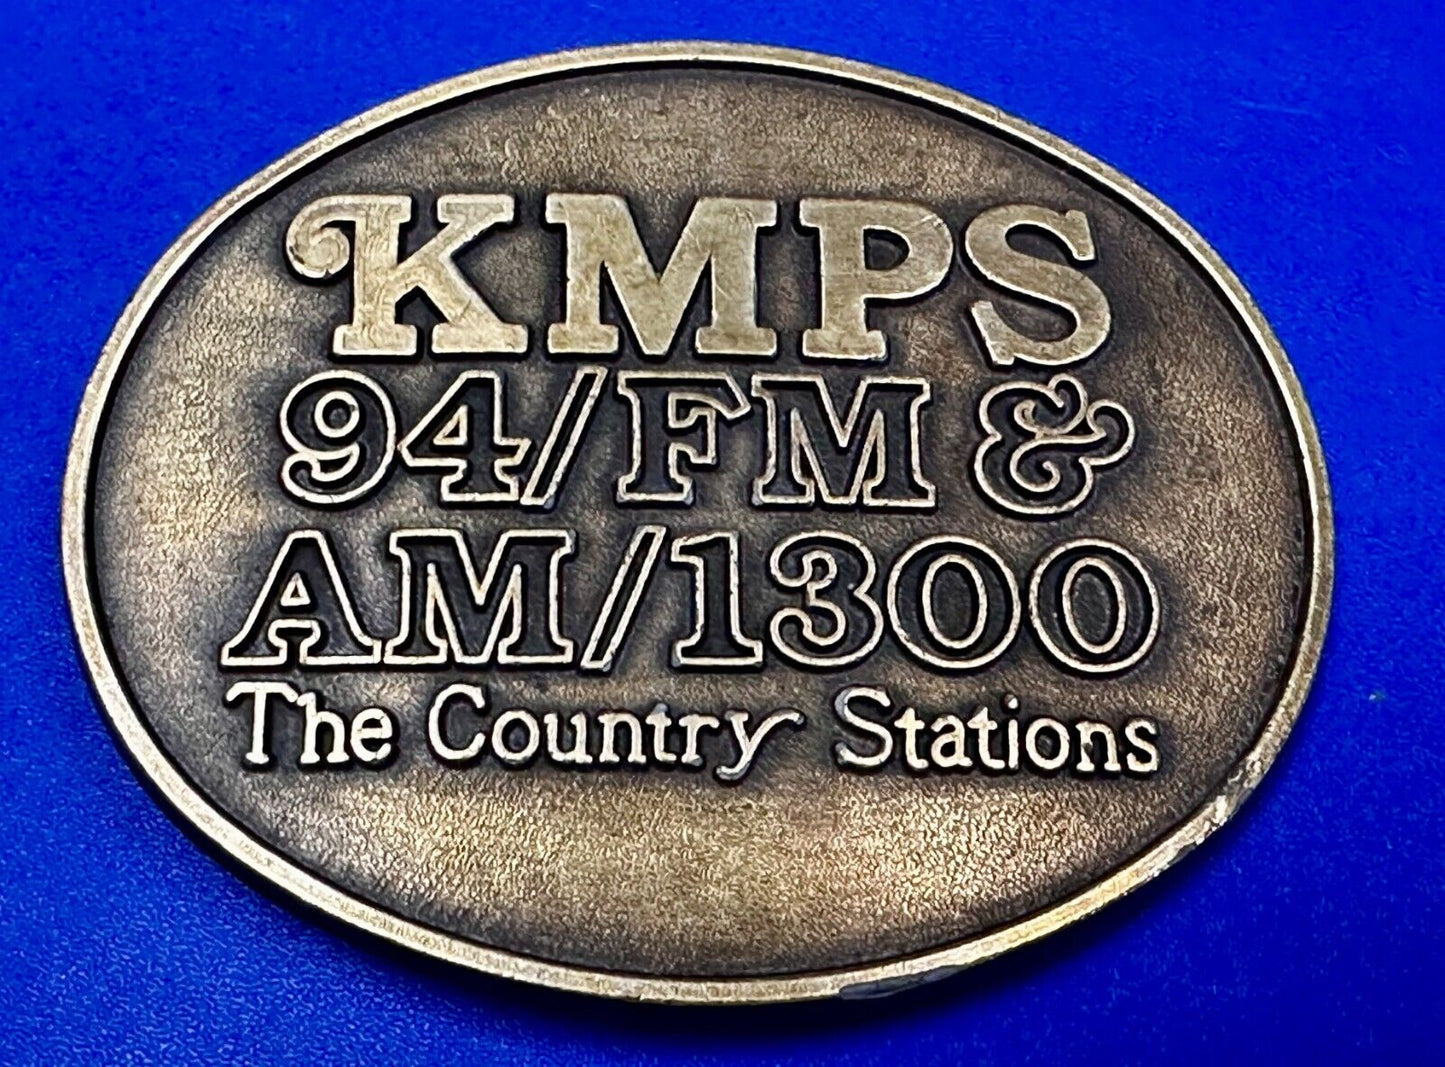 KMPS
94/FM &
AM/1300
The Country Stations